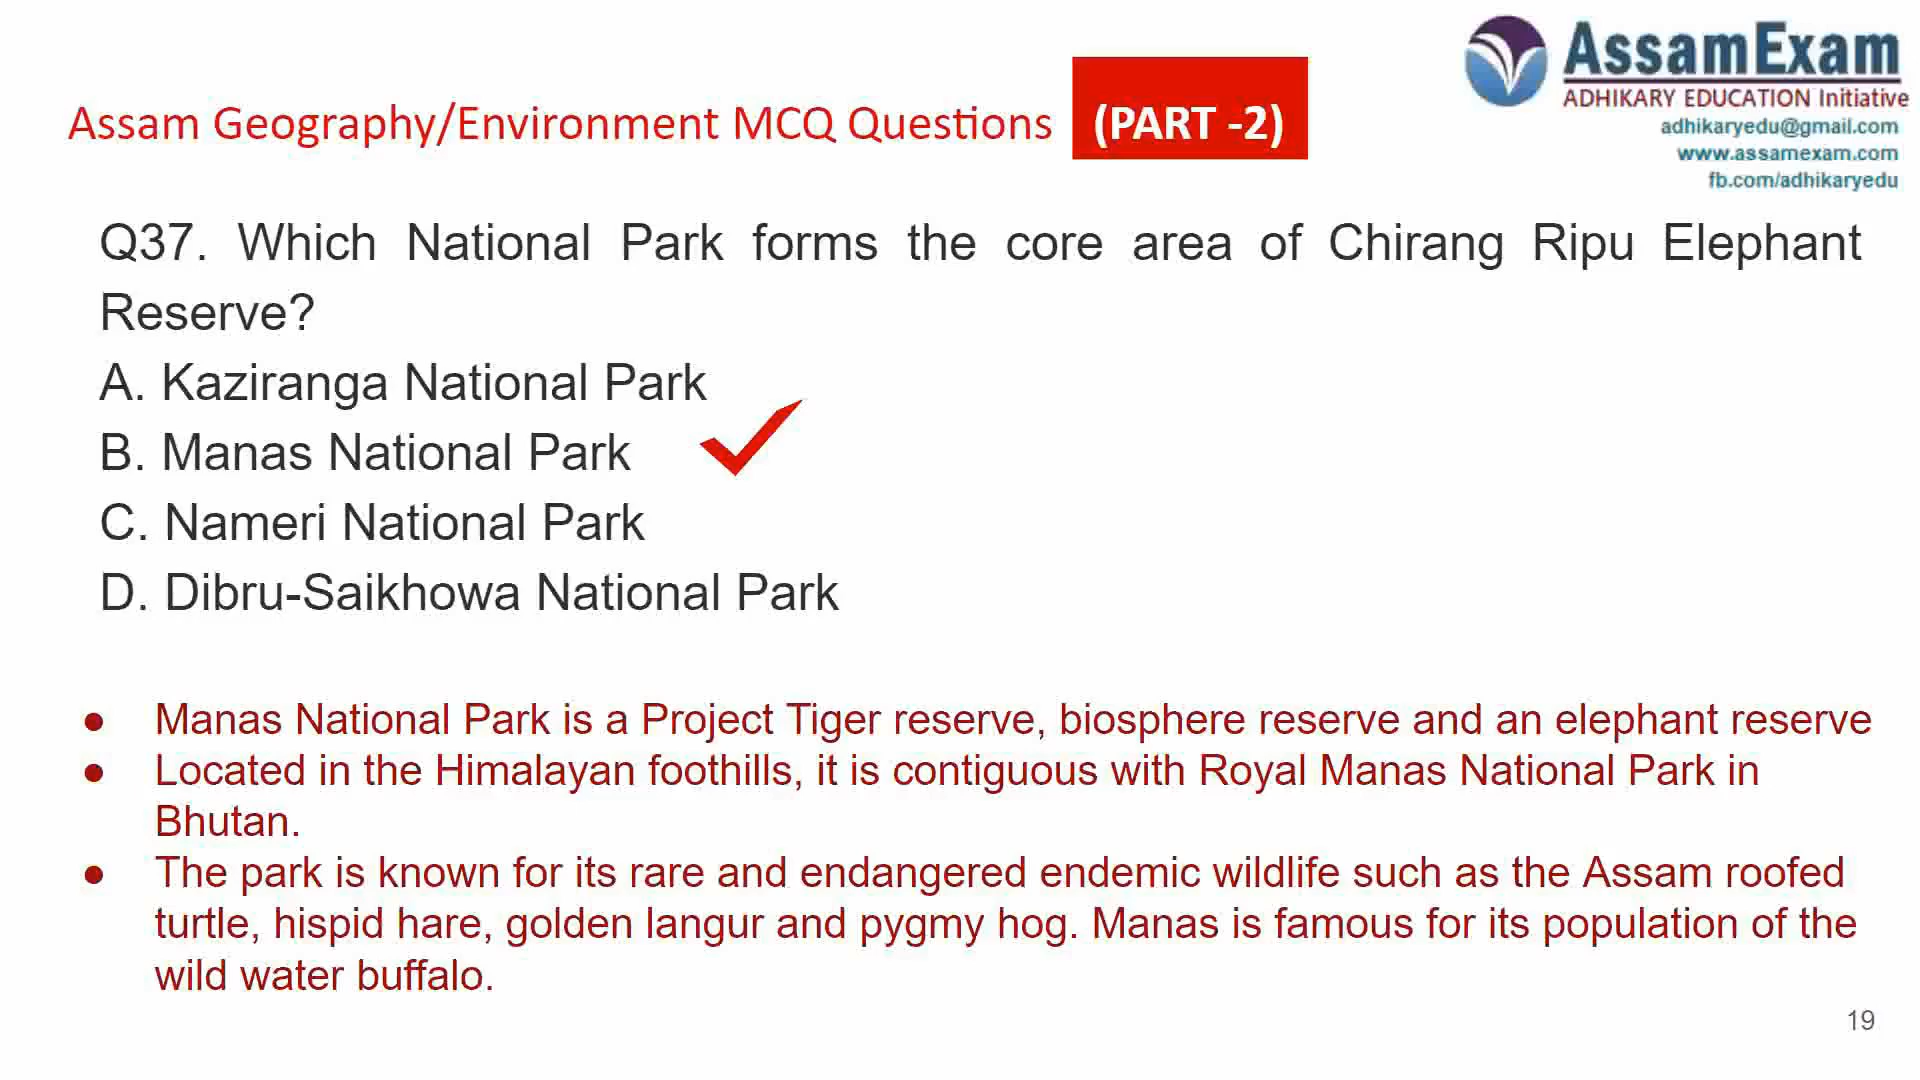 AssamExam
ADHIKARY EDUCATION Initiative
adhikaryedu@gmail.com
www.assamexam.com
fb.com/adhikaryedu
Assam Geography/Environment MCQ Questions (PART -2)
Q37. Which National Park forms the core area of Chirang Ripu Elephant
Reserve?
A. Kaziranga National Park
B. Manas National Park
C. Nameri National Park
D. Dibru-Saikhowa National Park
● Manas National Park is a Project Tiger reserve, biosphere reserve and an elephant reserve
● Located in the Himalayan foothills, it is contiguous with Royal Manas National Park in
Bhutan.
● The park is known for its rare and endangered endemic wildlife such as the Assam roofed
turtle, hispid hare, golden langur and pygmy hog. Manas is famous for its population of the
wild water buffalo.
19